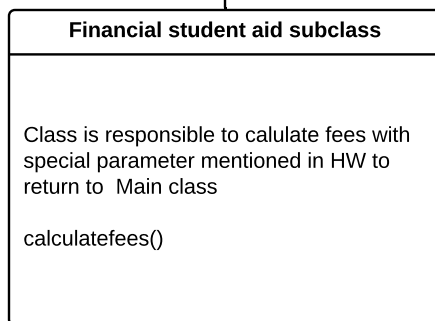 Financial student aid subclass
Class is responsible to calulate fees with
special parameter mentioned in HW to
return to  Main class
calculatefees()